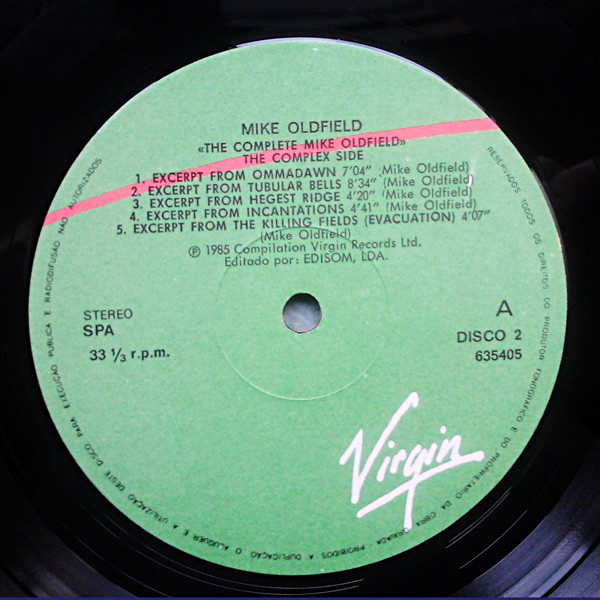 MIKE OLDFIELD
«THE COMPLETE MIKE OLDFIELD»
THE COMPLEX SIDE
1. EXCERPT FROM OMMADAWN 7'04" (Mike Oldfield)
2. EXCERPT FROM TUBULAR BELLS 8'34" (Mike Oldfield)
3. EXCERPT FROM HEGEST RIDGE 4'20" (Mike Oldfield)
4. EXCERPT FROM INCANTATIONS 4'41" (Mike Oldfield)
5. EXCERPT FROM THE KILLING FIELDS (EVACUATION) 4'07"
(Mike Oldfield)
℗ 1985 Compilation Virgin Records Ltd.
Editado por: EDISOM, LDA.
STEREO
SPA
33 1/3 r.p.m.
A
DISCO 2
635405
Virgin
RESERVADOS TODOS OS DIREITOS DO PRODUTOR FONOGRÁFICO E DO PROPRIETÁRIO DA OBRA GRAVADA. PROIBIDOS A DUPLICAÇÃO O ALUGUER E A UTILIZAÇÃO DESTE DISCO PARA EXECUÇÃO PÚBLICA E RADIODIFUSÃO NÃO AUTORIZADOS